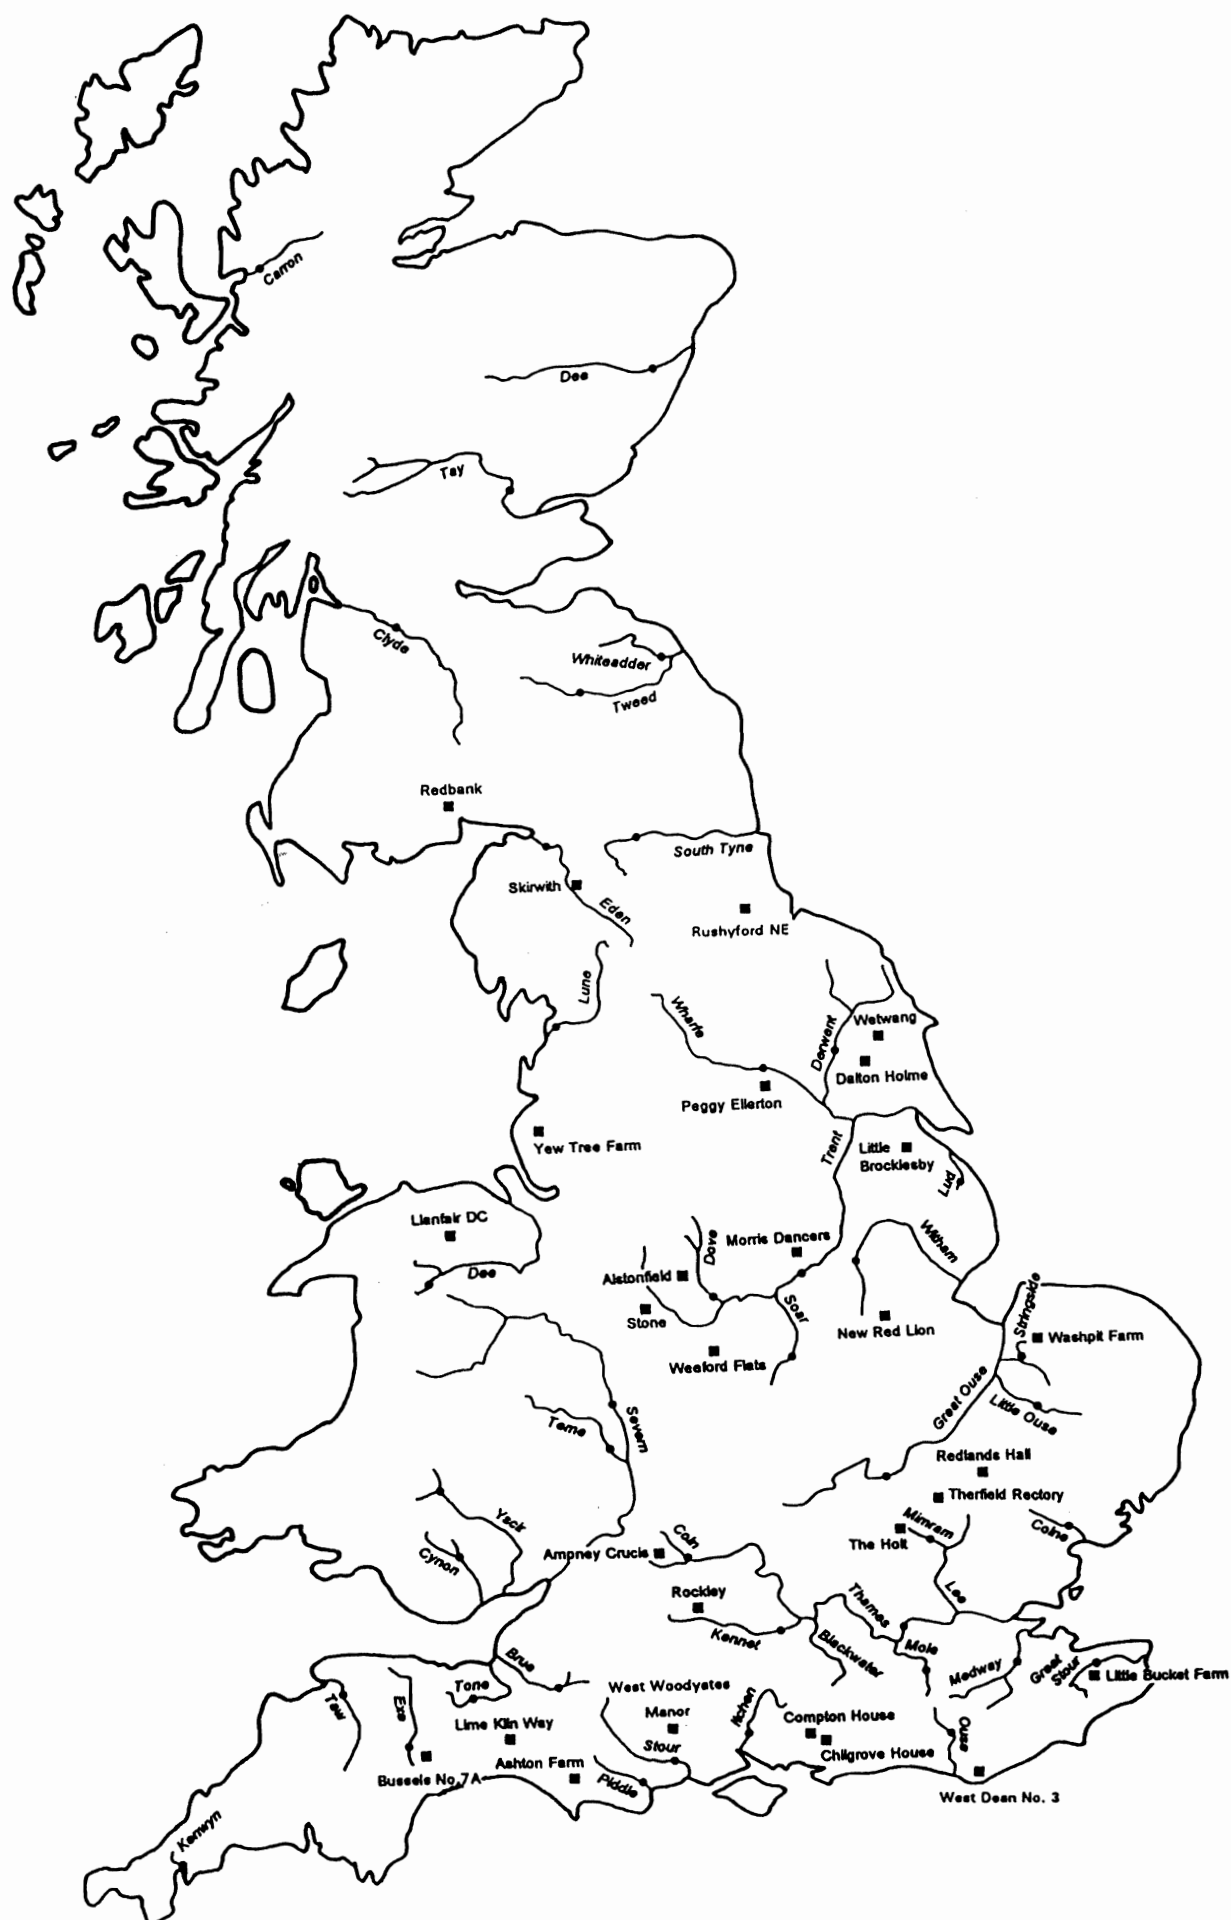 Carron
Dee
Tay
Clyde
Whiteadder
Tweed
Redbank
South Tyne
Skirwith
Eden
Rushyford NE
Lune
Wharfe
Derwent
Wetwang
Dalton Holme
Peggy Ellerton
Yew Tree Farm
Trent
Little
Brocklesby
Lud
Llanfair DC
Dee
Dove
Morris Dancers
Witham
Alstonfield
Stone
Soar
New Red Lion
Stringside
Washpit Farm
Weeford Flats
Great Ouse
Little Ouse
Teme
Severn
Redlands Hall
Therfield Rectory
Yscir
Cynon
Ampney Crucis
Coln
Mimram
The Holt
Colne
Lee
Rockley
Kennet
Thames
Blackwater
Mole
Medway
Great
Stour
Little Bucket Farm
Brue
Tone
Taw
Exe
West Woodyates
Manor
Lime Kiln Way
Stour
Itchen
Compton House
Chilgrove House
Ouse
Ashton Farm
Bussels No.7A
Piddle
West Dean No. 3
Kenwyn